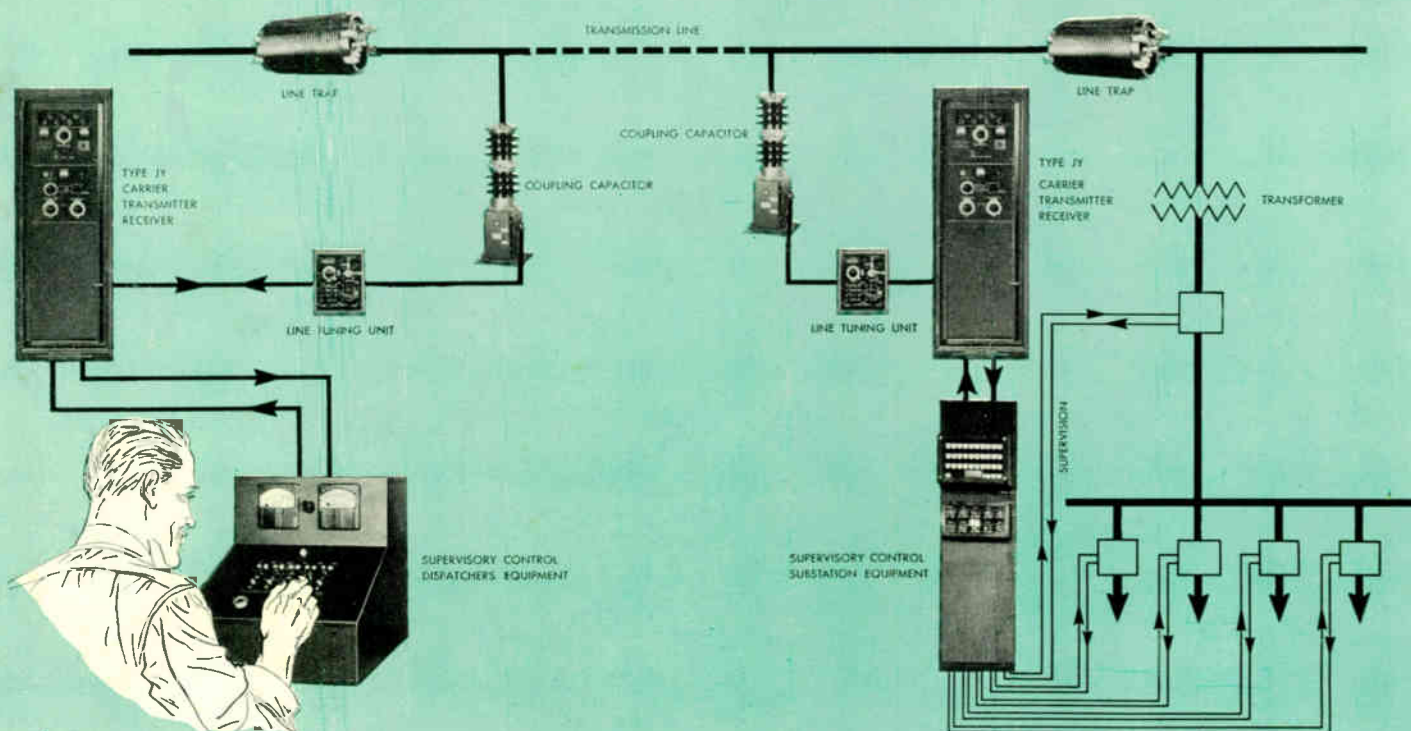 TRANSMISSION LINE
LINE TRAP
LINE TRAP
COUPLING CAPACITOR
COUPLING CAPACITOR
TYPE JY
CARRIER
TRANSMITTER
RECEIVER
TYPE JY
CARRIER
TRANSMITTER
RECEIVER
TRANSFORMER
LINE TUNING UNIT
LINE TUNING UNIT
SUPERVISION
SUPERVISORY CONTROL
DISPATCHERS EQUIPMENT
SUPERVISORY CONTROL
SUBSTATION EQUIPMENT